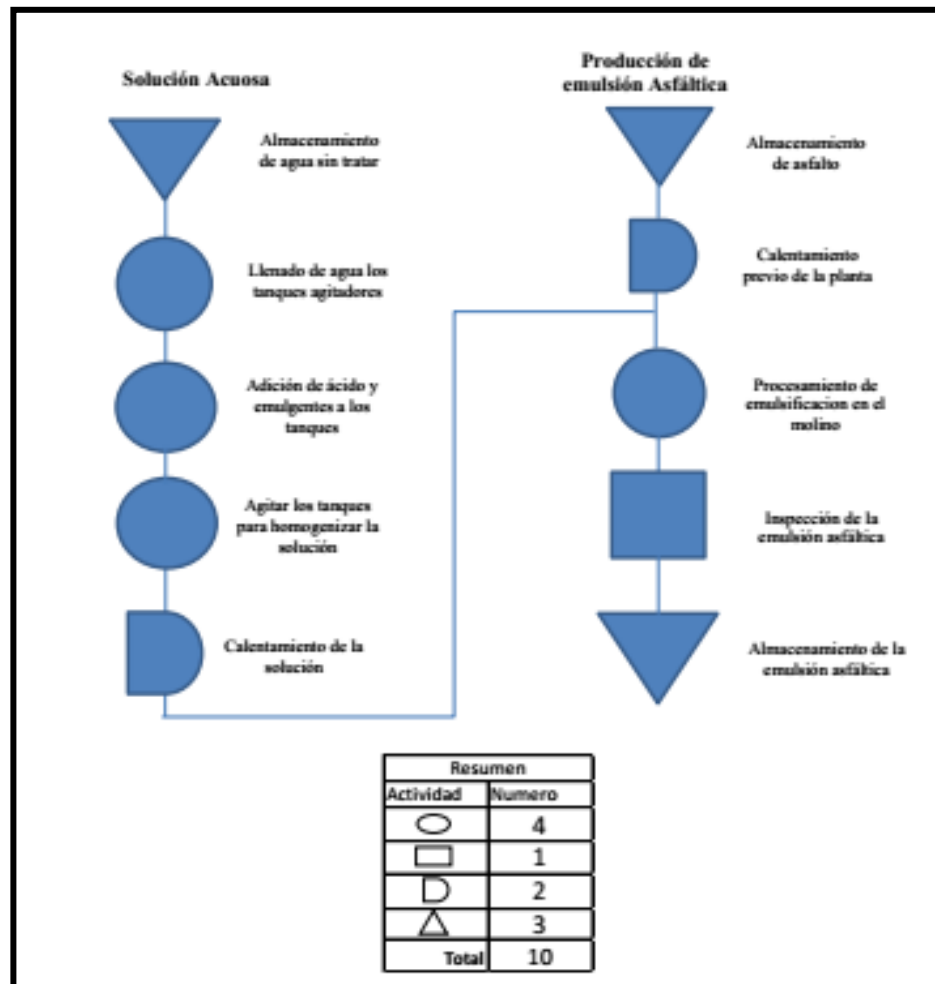 Solución Acuosa
Almacenamiento
de agua sin tratar
Llenado de agua los
tanques agitadores
Adición de ácido y
emulgentes a los
tanques
Agitar los tanques
para homogenizar la
solución
Calentamiento de la
solución
Producción de
emulsión Asfáltica
Almacenamiento
de asfalto
Calentamiento
previo de la planta
Procesamiento de
emulsificacion en el
molino
Inspección de la
emulsión asfáltica
Almacenamiento de la
emulsión asfáltica
Resumen
Actividad Numero
4
1
2
3
Total 10